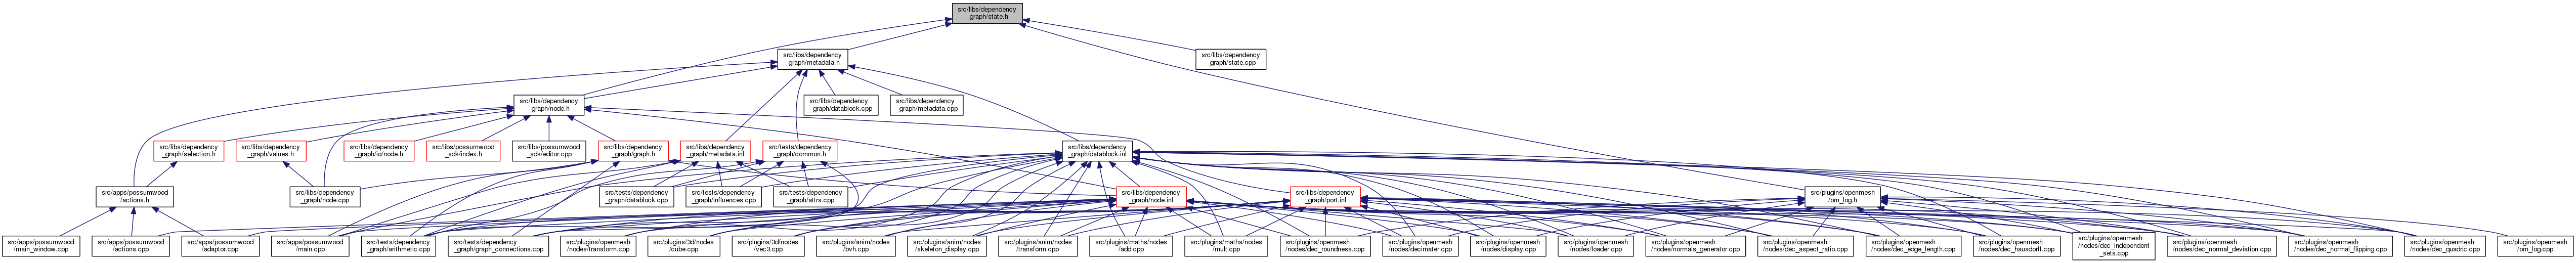 src/libs/dependency
_graph/state.h
src/libs/dependency
_graph/metadata.h
src/libs/dependency
_graph/state.cpp
src/libs/dependency
_graph/node.h
src/libs/dependency
_graph/datablock.cpp
src/libs/dependency
_graph/metadata.cpp
src/libs/dependency
_graph/selection.h
src/libs/dependency
_graph/values.h
src/libs/dependency
_graph/io/node.h
src/libs/possumwood
_sdk/index.h
src/libs/possumwood
_sdk/editor.cpp
src/libs/dependency
_graph/graph.h
src/libs/dependency
_graph/metadata.inl
src/tests/dependency
_graph/common.h
src/libs/dependency
_graph/datablock.inl
src/apps/possumwood
/actions.h
src/libs/dependency
_graph/node.cpp
src/tests/dependency
_graph/datablock.cpp
src/tests/dependency
_graph/influences.cpp
src/tests/dependency
_graph/attrs.cpp
src/libs/dependency
_graph/node.inl
src/libs/dependency
_graph/port.inl
src/plugins/openmesh
/om_log.h
src/apps/possumwood
/main_window.cpp
src/apps/possumwood
/actions.cpp
src/apps/possumwood
/adaptor.cpp
src/apps/possumwood
/main.cpp
src/tests/dependency
_graph/arithmetic.cpp
src/tests/dependency
_graph/graph_connections.cpp
src/plugins/openmesh
/nodes/transform.cpp
src/plugins/3d/nodes
/cube.cpp
src/plugins/3d/nodes
/vec3.cpp
src/plugins/anim/nodes
/bvh.cpp
src/plugins/anim/nodes
/skeleton_display.cpp
src/plugins/anim/nodes
/transform.cpp
src/plugins/maths/nodes
/add.cpp
src/plugins/maths/nodes
/mult.cpp
src/plugins/openmesh
/nodes/dec_roundness.cpp
src/plugins/openmesh
/nodes/decimater.cpp
src/plugins/openmesh
/nodes/display.cpp
src/plugins/openmesh
/nodes/loader.cpp
src/plugins/openmesh
/nodes/normals_generator.cpp
src/plugins/openmesh
/nodes/dec_aspect_ratio.cpp
src/plugins/openmesh
/nodes/dec_edge_length.cpp
src/plugins/openmesh
/nodes/dec_hausdorff.cpp
src/plugins/openmesh
/nodes/dec_independent
_sets.cpp
src/plugins/openmesh
/nodes/dec_normal_deviation.cpp
src/plugins/openmesh
/nodes/dec_normal_flipping.cpp
src/plugins/openmesh
/nodes/dec_quadric.cpp
src/plugins/openmesh
/om_log.cpp